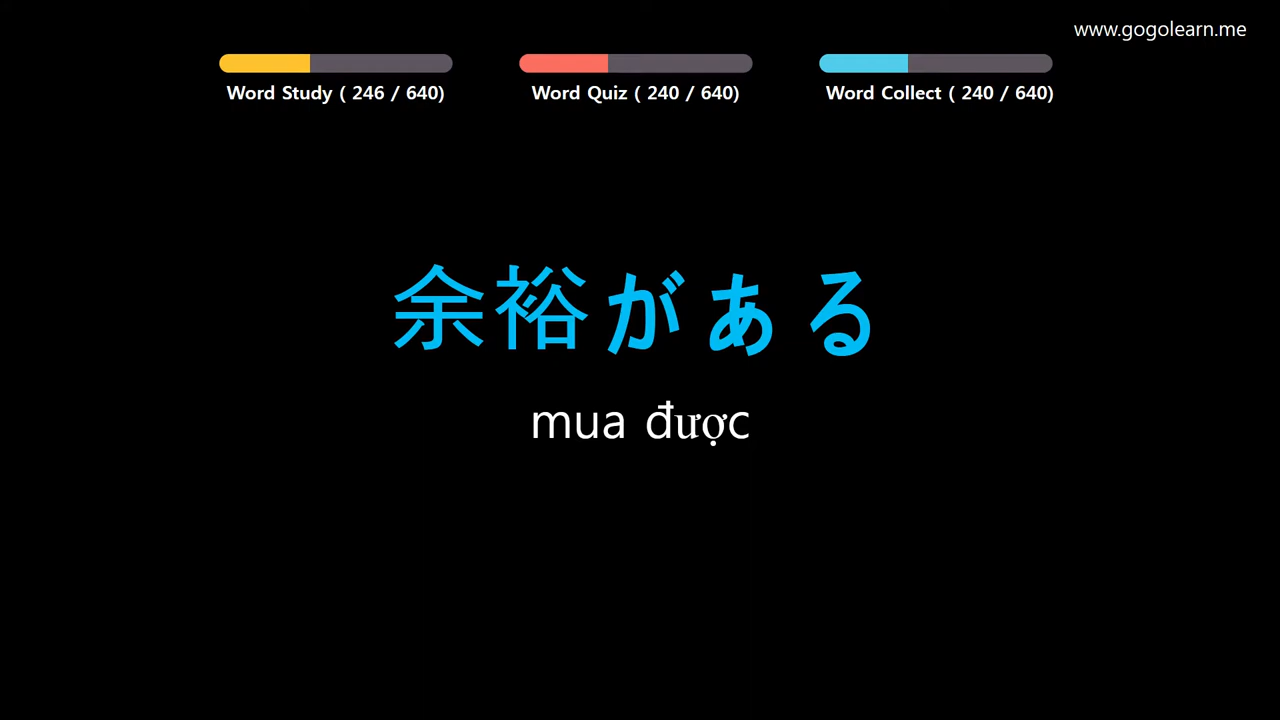 www.gogolearn.me
Word Study ( 246 / 640)
Word Quiz ( 240 / 640)
Word Collect ( 240 / 640)
余裕がある
mua được